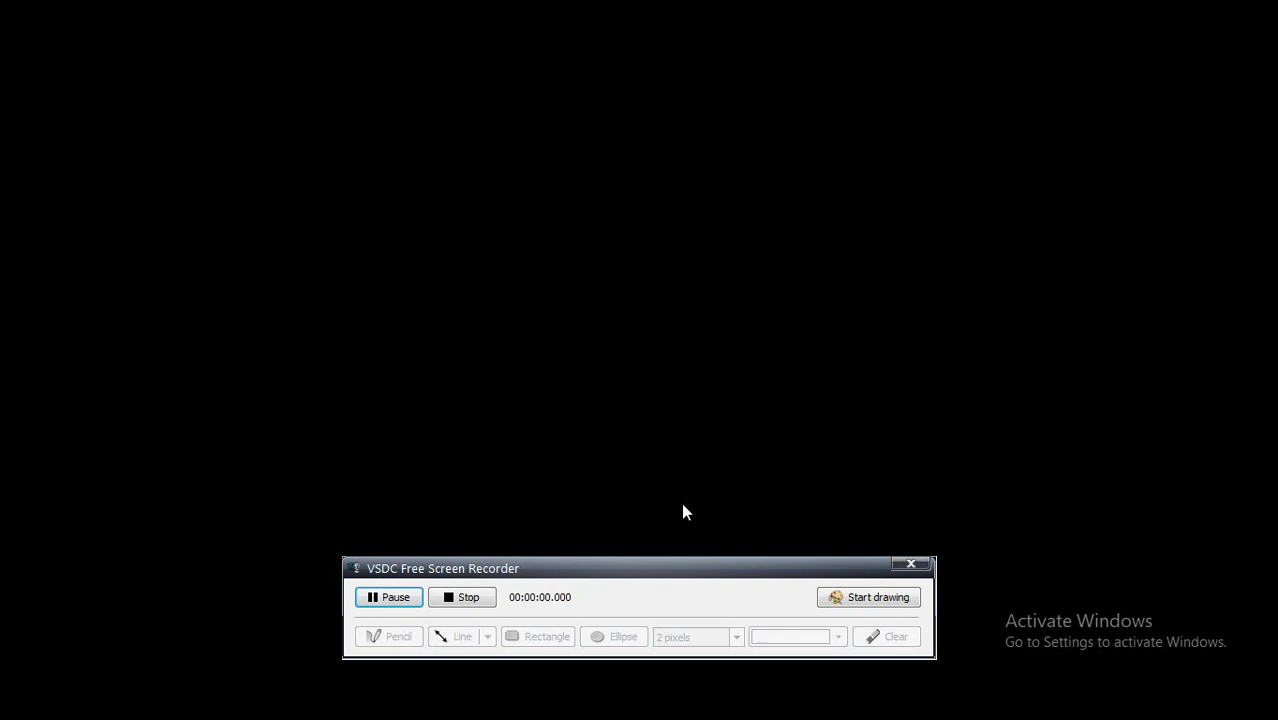 VSDC Free Screen Recorder
Pause Stop 00:00:00.000 Start drawing
Pencil Line Rectangle Ellipse 2 pixels Clear
Activate Windows
Go to Settings to activate Windows.